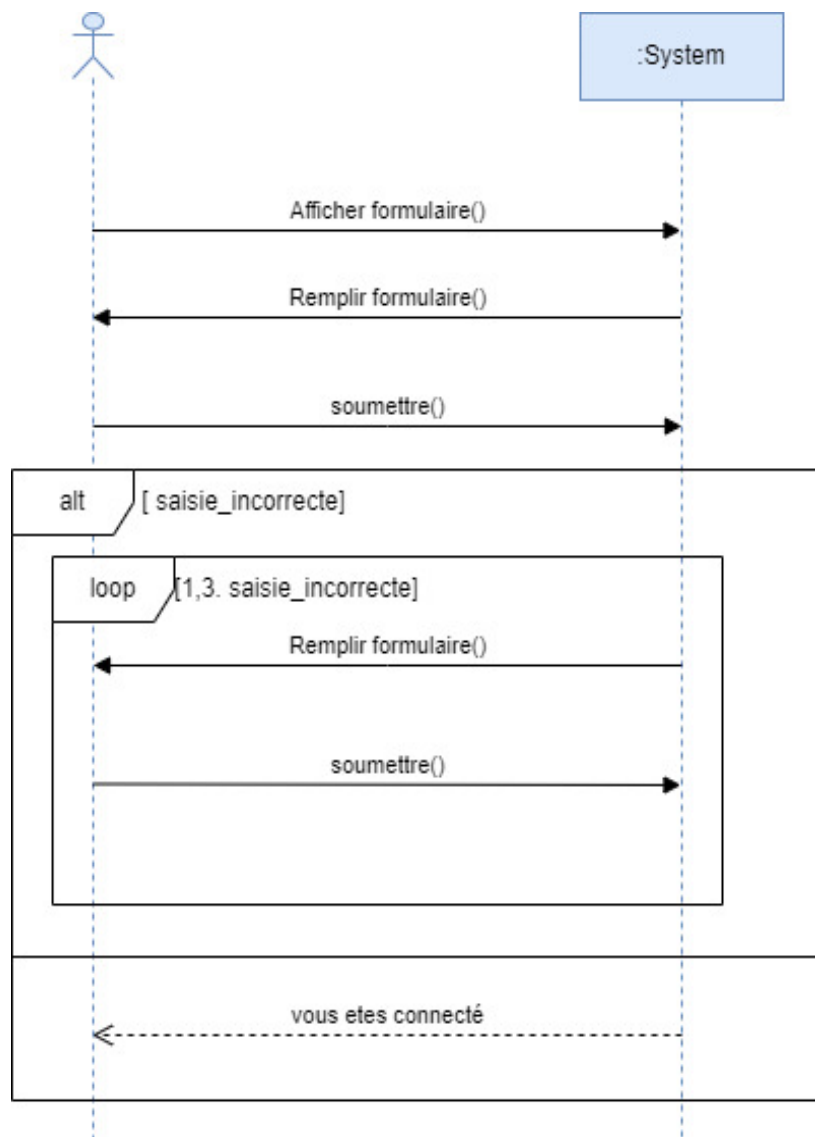 :System
Afficher formulaire()
Remplir formulaire()
soumettre()
alt [ saisie_incorrecte]
loop [1,3. saisie_incorrecte]
Remplir formulaire()
soumettre()
vous etes connecté